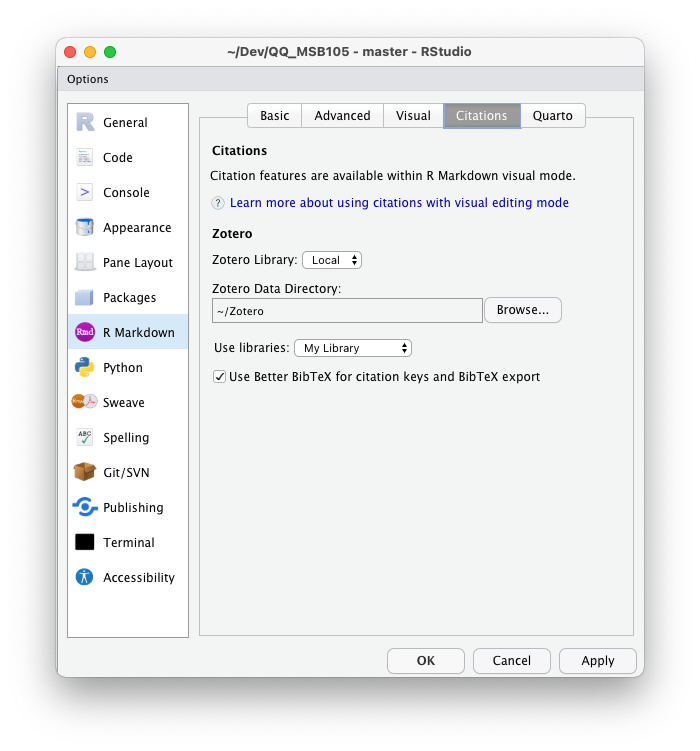 ~/Dev/QQ_MSB105 - master - RStudio
Options
General
Code
Console
Appearance
Pane Layout
Packages
Rmd R Markdown
Python
Sweave
ABC Spelling
Git/SVN
Publishing
Terminal
Accessibility
Basic Advanced Visual Citations Quarto
Citations
Citation features are available within R Markdown visual mode.
? Learn more about using citations with visual editing mode
Zotero
Zotero Library: Local
Zotero Data Directory:
~/Zotero Browse...
Use libraries: My Library
Use Better BibTeX for citation keys and BibTeX export
OK Cancel Apply